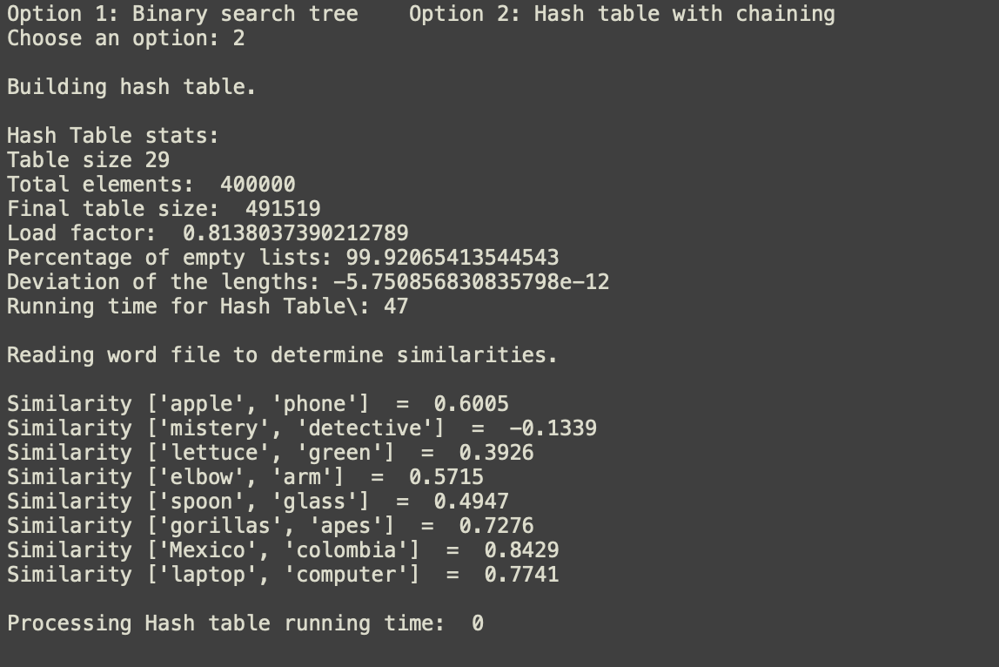 Option 1: Binary search tree    Option 2: Hash table with chaining
Choose an option: 2
Building hash table.
Hash Table stats:
Table size 29
Total elements:  400000
Final table size:  491519
Load factor:  0.8138037390212789
Percentage of empty lists: 99.92065413544543
Deviation of the lengths: -5.750856830835798e-12
Running time for Hash Table\: 47
Reading word file to determine similarities.
Similarity ['apple', 'phone']  =  0.6005
Similarity ['mistery', 'detective']  =  -0.1339
Similarity ['lettuce', 'green']  =  0.3926
Similarity ['elbow', 'arm']  =  0.5715
Similarity ['spoon', 'glass']  =  0.4947
Similarity ['gorillas', 'apes']  =  0.7276
Similarity ['Mexico', 'colombia']  =  0.8429
Similarity ['laptop', 'computer']  =  0.7741
Processing Hash table running time:  0